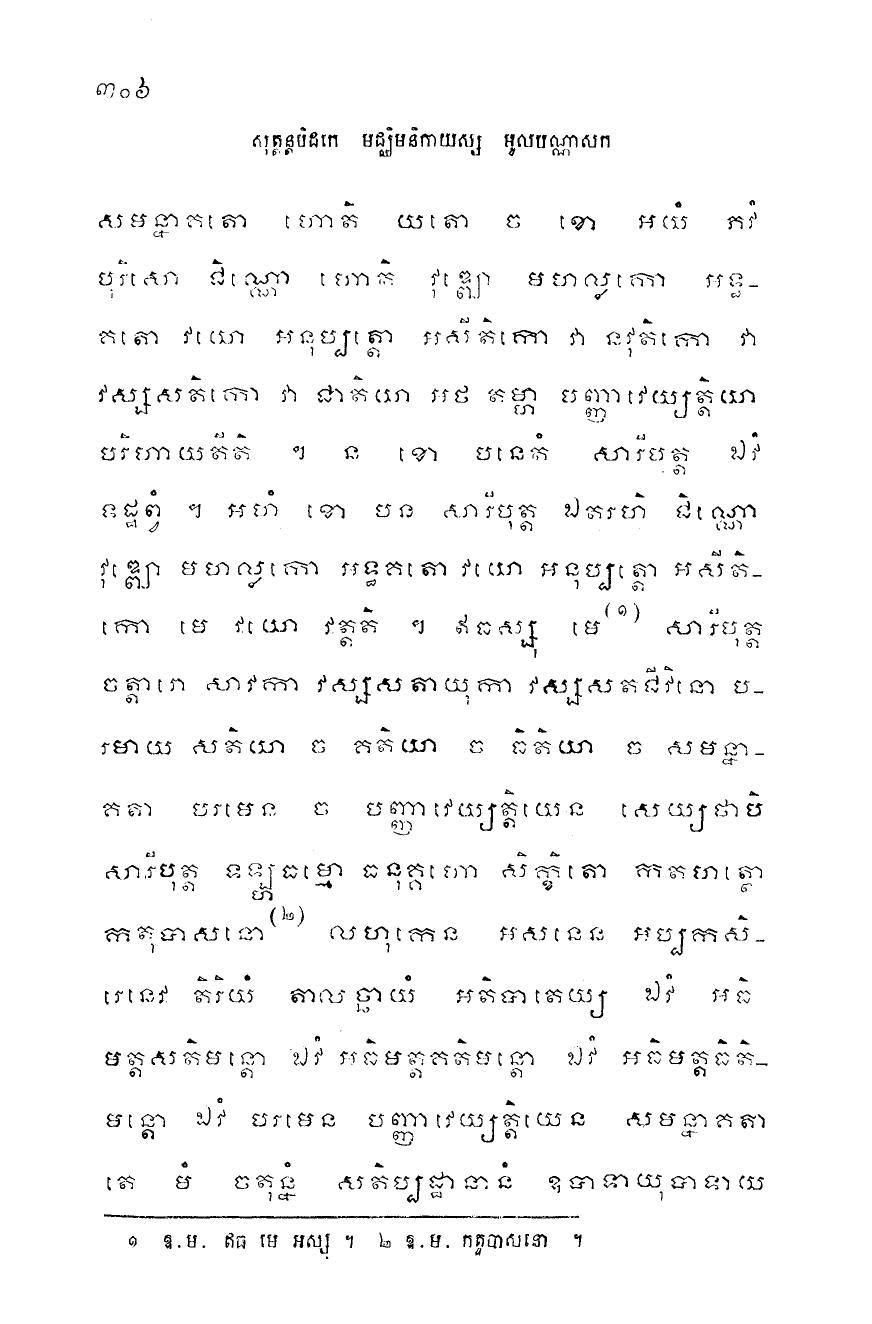 ៣០៦
សុត្តន្តបិដកេ មជ្ឈិមនិកាយស្ស មូលបណ្ណាសកំ
សមន្នាគតោ ហោតិ យតោ ច ខោ អយំ ភវំ
បុរិសោ ជិណ្ណោ ហោតិ វុឌ្ឍោ មហល្លកោ អទ្ធ-
គតោ វយោ អនុប្បត្តោ អសីតិកោ វា នវុតិកោ វា
វស្សសតិកោ វា ជាតិយា អថ តម្ហា បញ្ញាវេយ្យត្តិយា
បរិហាយតីតិ ។ ន ខោ បនេតំ សារីបុត្ត ឯវំ
ទដ្ឋព្វំ ។ អហំ ខោ បន សារីបុត្ត ឯតរហិ ជិណ្ណោ
វុឌ្ឍោ មហល្លកោ អទ្ធគតោ វយោ អនុប្បត្តោ អសីតិ-
កោ មេ វយោ វត្តតិ ។ ឥធស្សុ មេ(១) សារីបុត្ត
ចត្តារោ សាវកា វស្សសតាយុកា វស្សសតជីវិនោ ប-
រមាយ សតិយា ច គតិយា ច ធិតិយា ច សមន្នា-
គតា បរមេន ច បញ្ញាវេយ្យត្តិយេន សេយ្យថាបិ
សារីបុត្ត ទឡ្ហធម្មោ ធនុគ្គហោ សិក្ខិតោ កតហត្ថោ
កតុបាសនោ(២) លហុកេន អសនេន អប្បកសិ-
រេនេវ តិរិយំ តាលច្ឆាយំ អតិបាតេយ្យ ឯវំ អធិ
មត្តសតិមន្តោ ឯវំ អធិមត្តគតិមន្តោ ឯវំ អធិមត្តធិតិ-
មន្តោ ឯវំ បរមេន បញ្ញាវេយ្យត្តិយេន សមន្នាគតា
តេ មំ ចតុន្នំ សតិប្បដ្ឋានានំ ឧបាទាយុបាទាយ
១ ឧ.ម. ឥធ មេ អស្សុ ។ ២ ឧ.ម. កតូបាសនោ ។